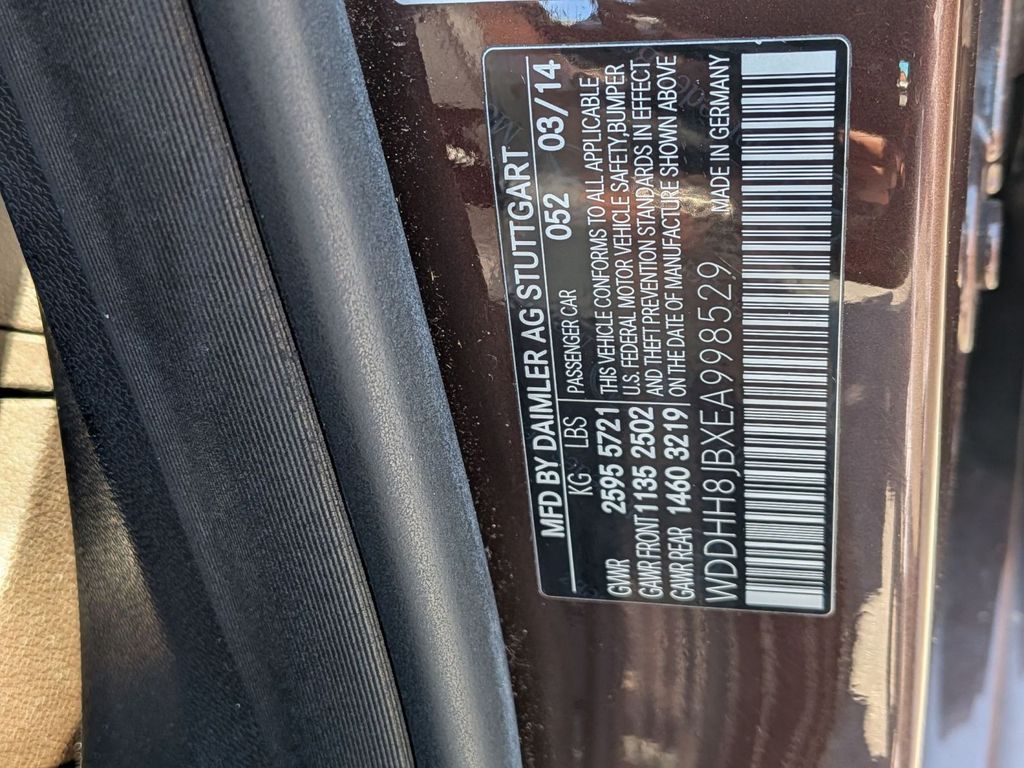 MFD BY DAIMLER AG STUTTGART
052 03/14
KG LBS PASSENGER CAR
GVWR 2595 5721
GAWR FRONT 1135 2502
GAWR REAR 1460 3219
THIS VEHICLE CONFORMS TO ALL APPLICABLE
U.S. FEDERAL MOTOR VEHICLE SAFETY, BUMPER
AND THEFT PREVENTION STANDARDS IN EFFECT
ON THE DATE OF MANUFACTURE SHOWN ABOVE
WDDHH8JBXEA998529 MADE IN GERMANY